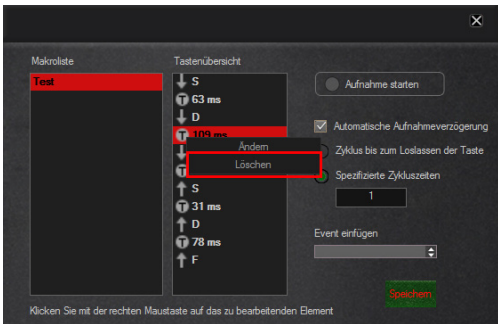 Makroliste
Tastenübersicht
Test
S
63 ms
D
109 ms
Ändern
Löschen
S
31 ms
D
78 ms
F
Aufnahme starten
Automatische Aufnahmeverzögerung
Zyklus bis zum Loslassen der Taste
Spezifizierte Zykluszeiten
1
Event einfügen
Speichern
Klicken Sie mit der rechten Maustaste auf das zu bearbeitenden Element